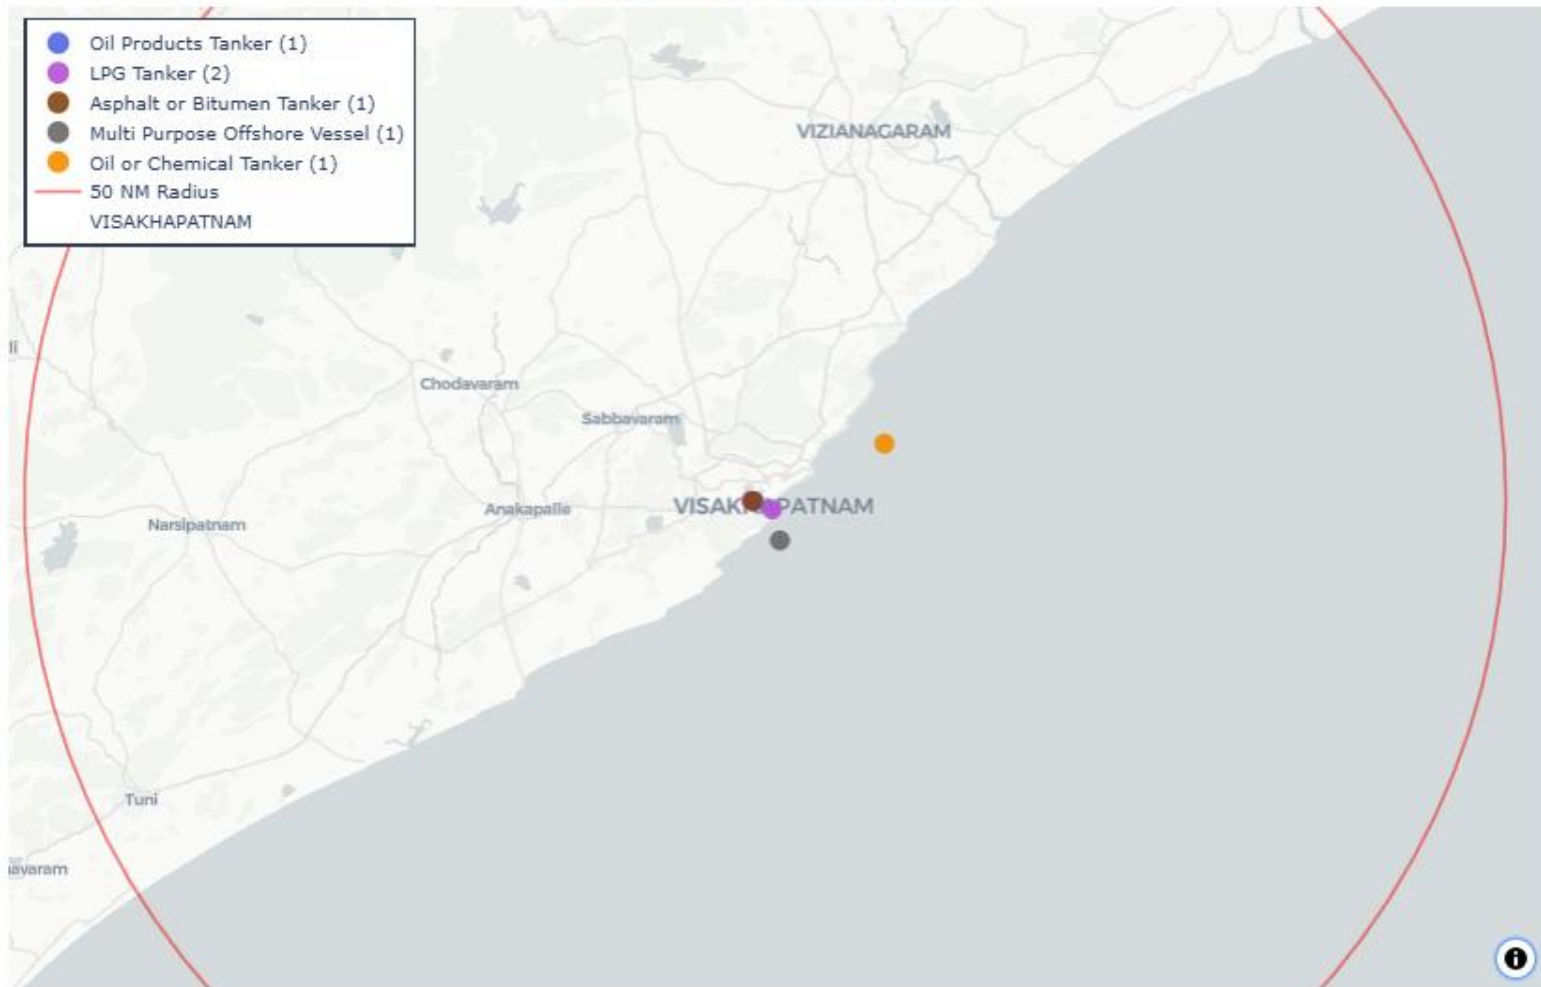 Oil Products Tanker (1)
LPG Tanker (2)
Asphalt or Bitumen Tanker (1)
Multi Purpose Offshore Vessel (1)
Oil or Chemical Tanker (1)
50 NM Radius
VISAKHAPATNAM
VIZIANAGARAM
Chodavaram
Sabbavaram
VISAKHAPATNAM
Anakapalle
Narsipatnam
Tuni